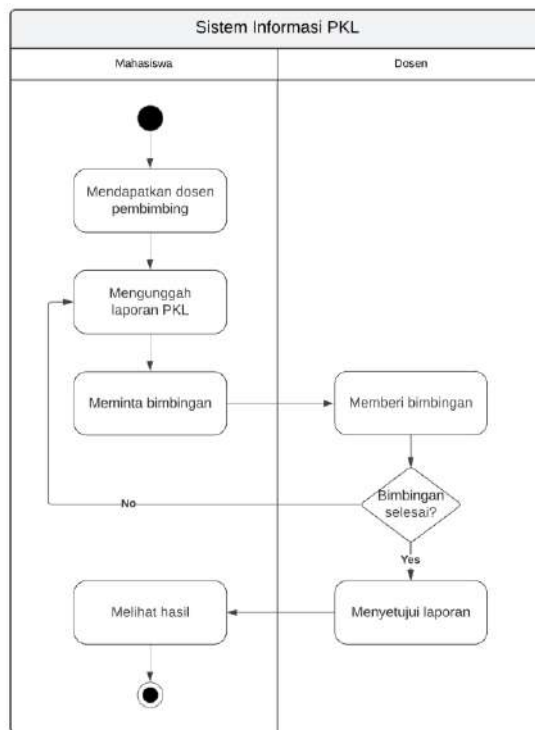 Sistem Informasi PKL
Mahasiswa
Dosen
Mendapatkan dosen
pembimbing
Mengunggah
laporan PKL
Meminta bimbingan
Memberi bimbingan
Bimbingan
selesai?
No
Yes
Melihat hasil
Menyetujui laporan